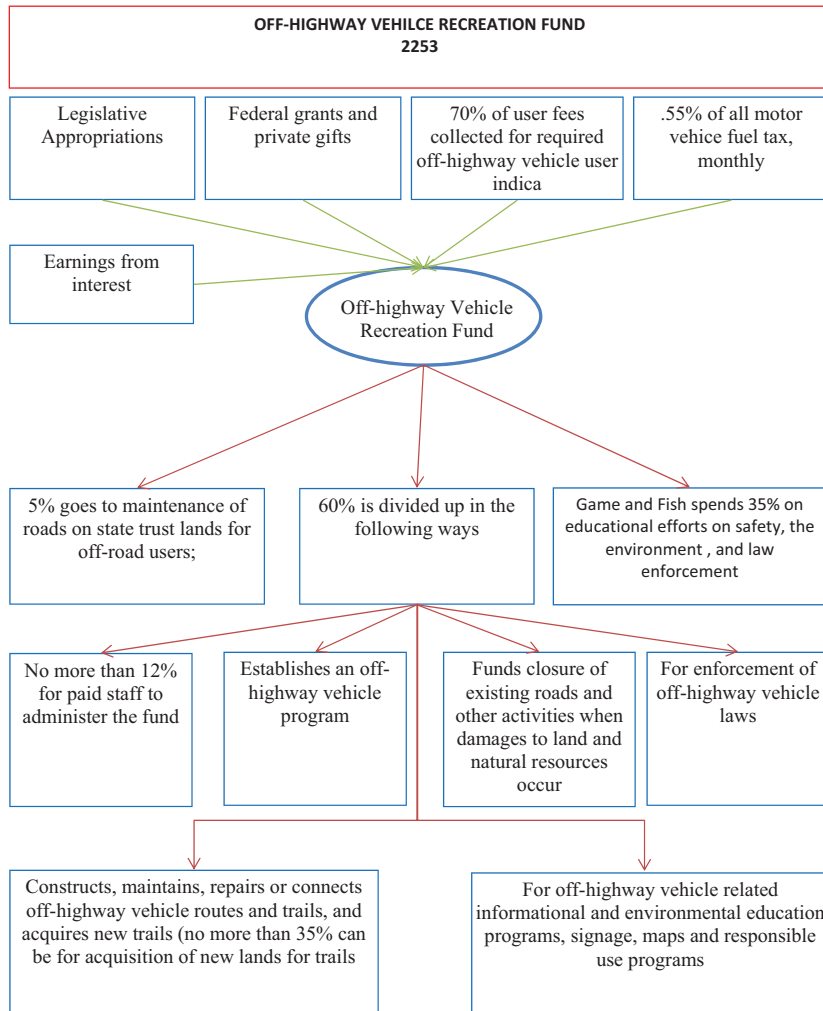 OFF-HIGHWAY VEHILCE RECREATION FUND
2253
Legislative
Appropriations
Federal grants and
private gifts
70% of user fees
collected for required
off-highway vehicle user
indica
.55% of all motor
vehice fuel tax,
monthly
Earnings from
interest
Off-highway Vehicle
Recreation Fund
5% goes to maintenance of
roads on state trust lands for
off-road users;
60% is divided up in the
following ways
Game and Fish spends 35% on
educational efforts on safety, the
environment , and law
enforcement
No more than 12%
for paid staff to
administer the fund
Establishes an off-
highway vehicle
program
Funds closure of
existing roads and
other activities when
damages to land and
natural resources
occur
For enforcement of
off-highway vehicle
laws
Constructs, maintains, repairs or connects
off-highway vehicle routes and trails, and
acquires new trails (no more than 35% can
be for acquisition of new lands for trails
For off-highway vehicle related
informational and environmental education
programs, signage, maps and responsible
use programs